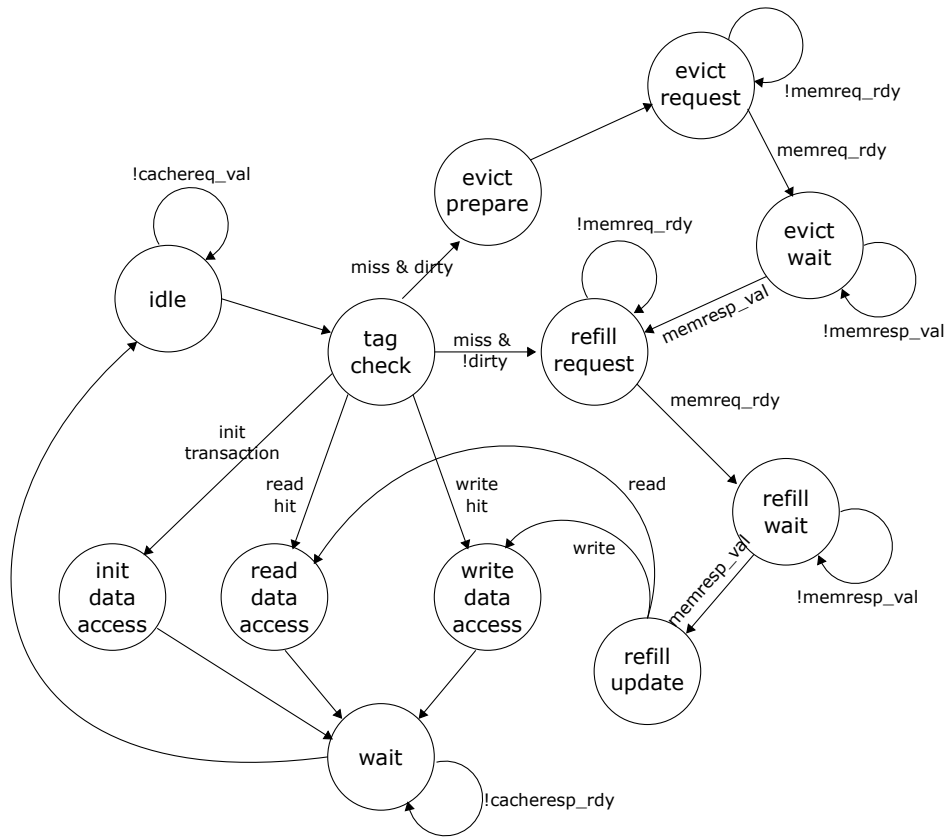 evict
request
!memreq_rdy
memreq_rdy
!cachereq_val
evict
prepare
evict
wait
!memreq_rdy
miss & dirty
idle
memresp_val
!memresp_val
tag
check
miss &
!dirty
refill
request
memreq_rdy
init
transaction
read
hit
write
hit
read
refill
wait
write
memresp_val
!memresp_val
init
data
access
read
data
access
write
data
access
refill
update
wait
!cacheresp_rdy